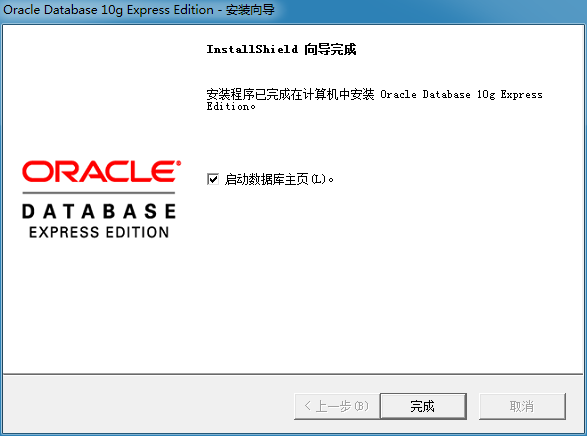 Oracle Database 10g Express Edition - 安装向导
InstallShield 向导完成
安装程序已完成在计算机中安装 Oracle Database 10g Express
Edition。
ORACLE®
DATABASE
EXPRESS EDITION
启动数据库主页(L)。
< 上一步(B)
完成
取消